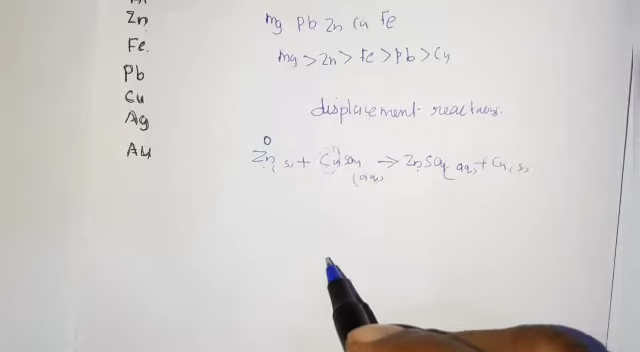 Zn
Fe
Pb
Cu
Ag
Au
Mg Pb Zn Cu Fe
Mg > Zn > Fe > Pb > Cu
displacement reactions.
0
Zn(s) + CuSO4(aq) → ZnSO4(aq) + Cu(s)